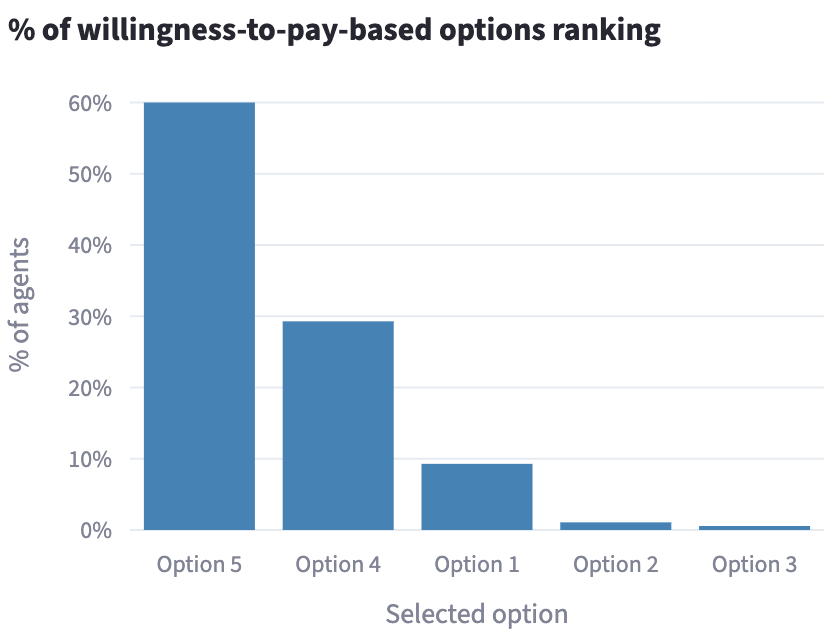 % of willingness-to-pay-based options ranking
60%
50%
40%
30%
20%
10%
0%
% of agents
Option 5
Option 4
Option 1
Option 2
Option 3
Selected option